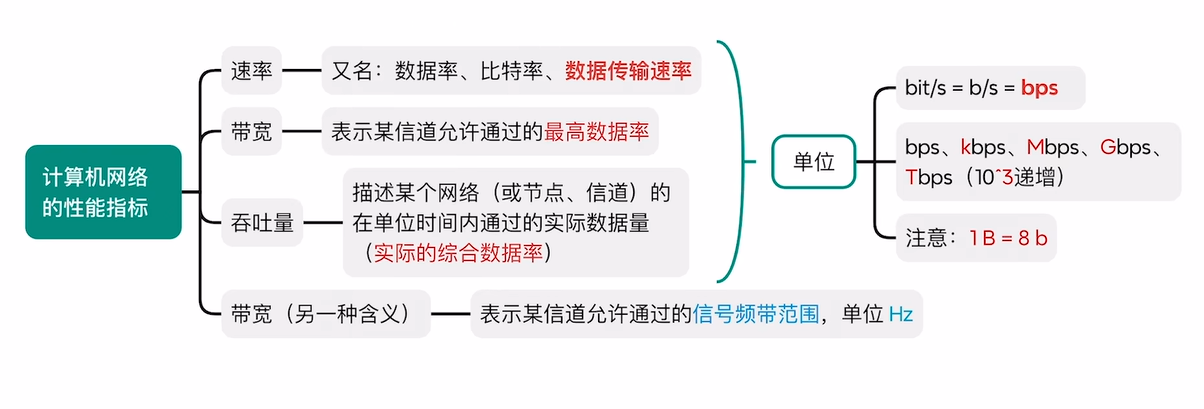 计算机网络
的性能指标
速率
又名：数据率、比特率、数据传输速率
带宽
表示某信道允许通过的最高数据率
吞吐量
描述某个网络（或节点、信道）的
在单位时间内通过的实际数据量
（实际的综合数据率）
带宽（另一种含义）
表示某信道允许通过的信号频带范围，单位 Hz
单位
bit/s = b/s = bps
bps、kbps、Mbps、Gbps、
Tbps（10^3递增）
注意：1 B = 8 b